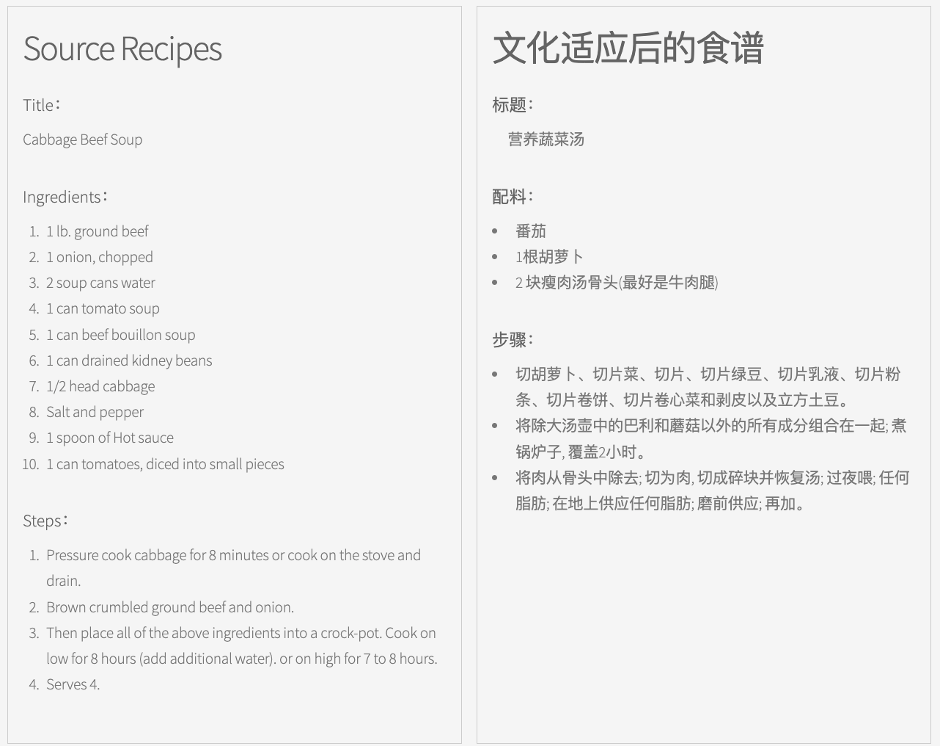 Source Recipes
Title：
Cabbage Beef Soup
Ingredients：
1. 1 lb. ground beef
2. 1 onion, chopped
3. 2 soup cans water
4. 1 can tomato soup
5. 1 can beef bouillon soup
6. 1 can drained kidney beans
7. 1/2 head cabbage
8. Salt and pepper
9. 1 spoon of Hot sauce
10. 1 can tomatoes, diced into small pieces
Steps：
1. Pressure cook cabbage for 8 minutes or cook on the stove and
drain.
2. Brown crumbled ground beef and onion.
3. Then place all of the above ingredients into a crock-pot. Cook on
low for 8 hours (add additional water). or on high for 7 to 8 hours.
4. Serves 4.
文化适应后的食谱
标题：
营养蔬菜汤
配料：
• 番茄
• 1根胡萝卜
• 2 块瘦肉汤骨头(最好是牛肉腿)
步骤：
• 切胡萝卜、切片菜、切片、切片绿豆、切片乳液、切片粉
条、切片卷饼、切片卷心菜和剥皮以及立方土豆。
• 将除大汤壶中的巴利和蘑菇以外的所有成分组合在一起; 煮
锅炉子, 覆盖2小时。
• 将肉从骨头中除去; 切为肉, 切成碎块并恢复汤; 过夜喂; 任何
脂肪; 在地上供应任何脂肪; 磨前供应; 再加。